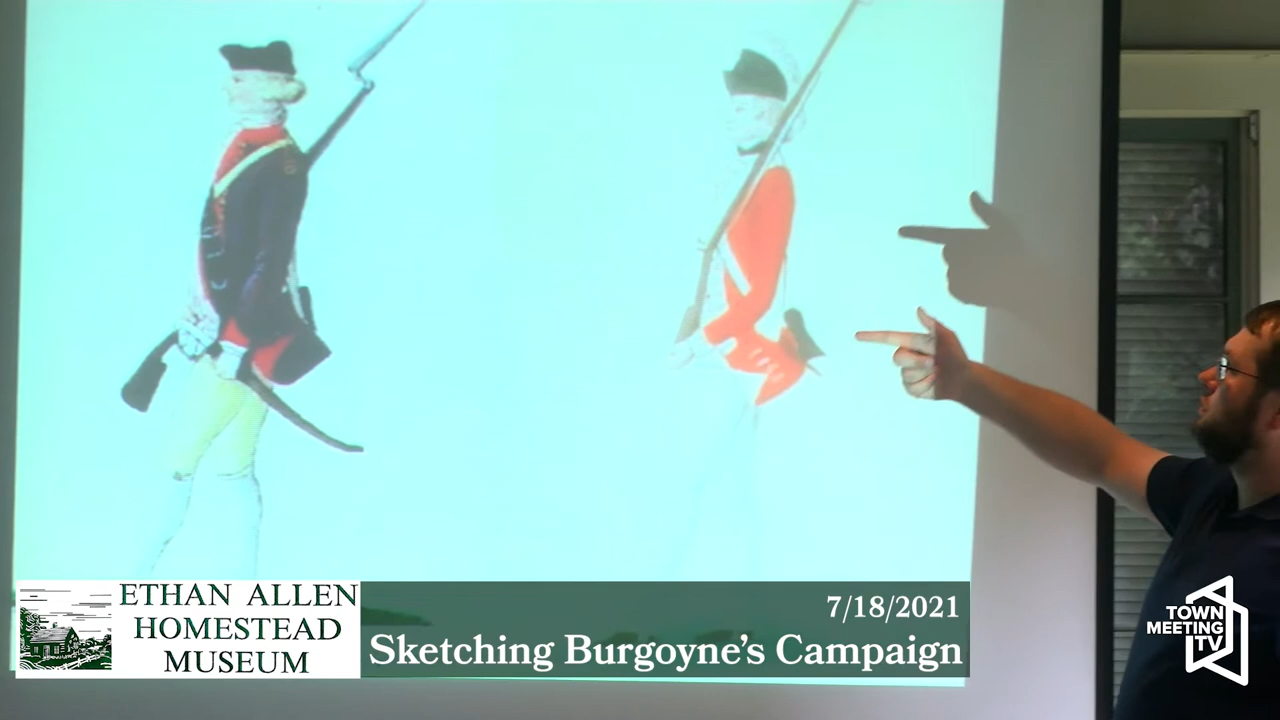 ETHAN ALLEN
HOMESTEAD
MUSEUM
7/18/2021
Sketching Burgoyne's Campaign
TOWN
MEETING
TV